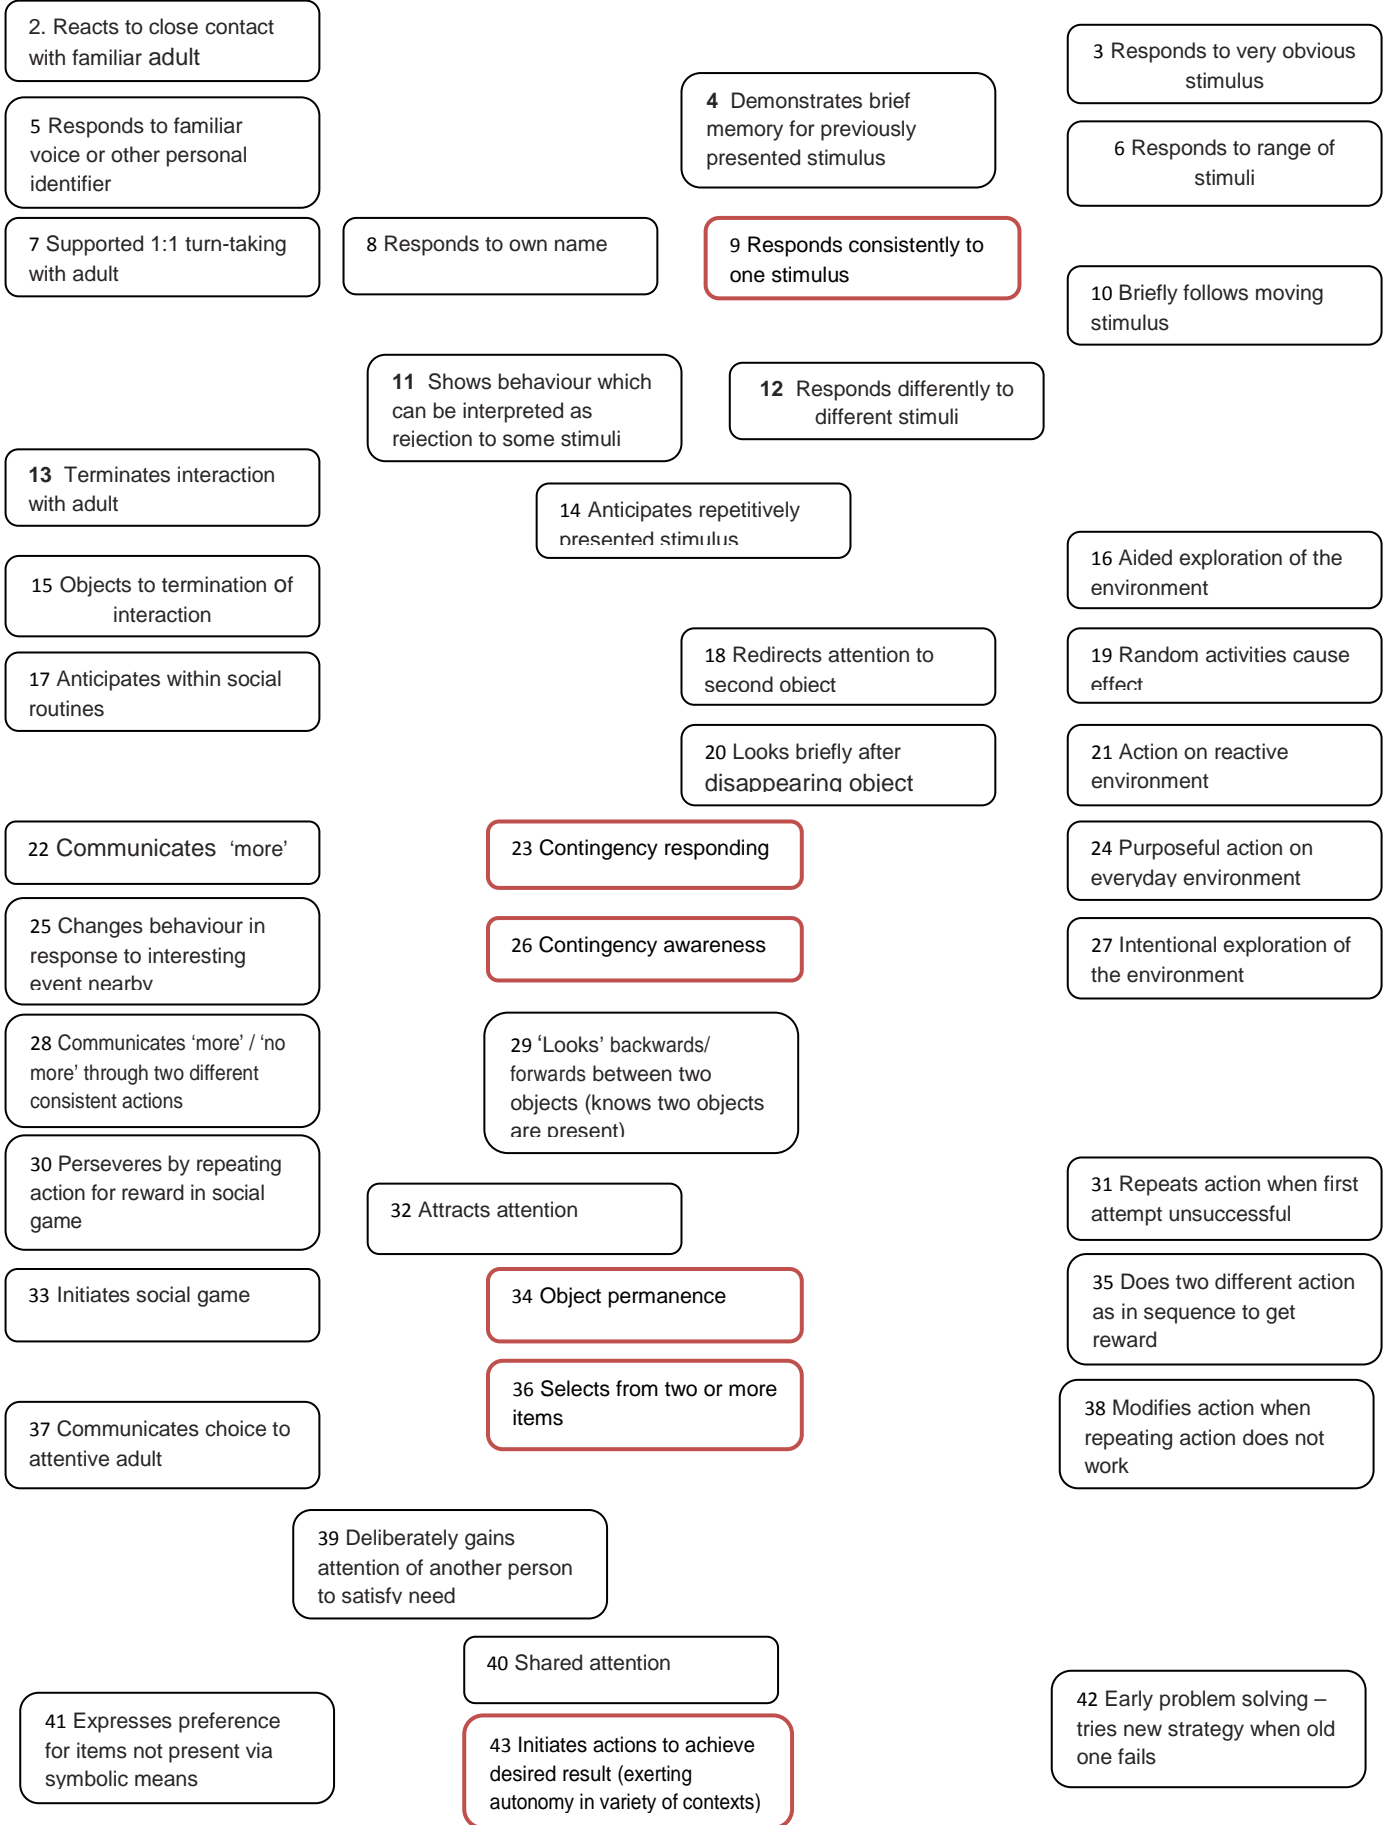 2. Reacts to close contact
with familiar adult
3 Responds to very obvious
stimulus
4 Demonstrates brief
memory for previously
presented stimulus
5 Responds to familiar
voice or other personal
identifier
6 Responds to range of
stimuli
7 Supported 1:1 turn-taking
with adult
8 Responds to own name
9 Responds consistently to
one stimulus
10 Briefly follows moving
stimulus
11 Shows behaviour which
can be interpreted as
rejection to some stimuli
12 Responds differently to
different stimuli
13 Terminates interaction
with adult
14 Anticipates repetitively
presented stimulus
15 Objects to termination of
interaction
16 Aided exploration of the
environment
17 Anticipates within social
routines
18 Redirects attention to
second object
19 Random activities cause
effect
20 Looks briefly after
disappearing object
21 Action on reactive
environment
22 Communicates 'more'
23 Contingency responding
24 Purposeful action on
everyday environment
25 Changes behaviour in
response to interesting
event nearby
26 Contingency awareness
27 Intentional exploration of
the environment
28 Communicates 'more' / 'no
more' through two different
consistent actions
29 'Looks' backwards/
forwards between two
objects (knows two objects
are present)
30 Perseveres by repeating
action for reward in social
game
31 Repeats action when first
attempt unsuccessful
32 Attracts attention
33 Initiates social game
34 Object permanence
35 Does two different action
as in sequence to get
reward
36 Selects from two or more
items
37 Communicates choice to
attentive adult
38 Modifies action when
repeating action does not
work
39 Deliberately gains
attention of another person
to satisfy need
40 Shared attention
41 Expresses preference
for items not present via
symbolic means
42 Early problem solving –
tries new strategy when old
one fails
43 Initiates actions to achieve
desired result (exerting
autonomy in variety of contexts)